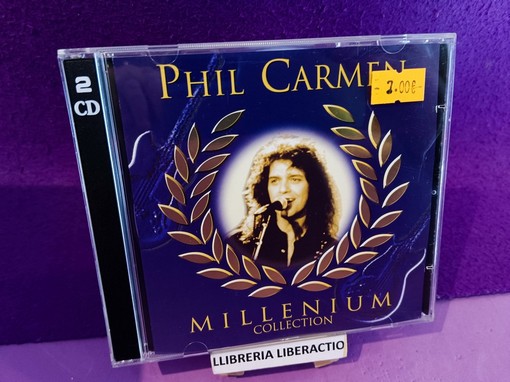 2
CD
PHIL CARMEN
- 2.00€ -
MILLENIUM
COLLECTION
LLIBRERIA LIBERACTIO